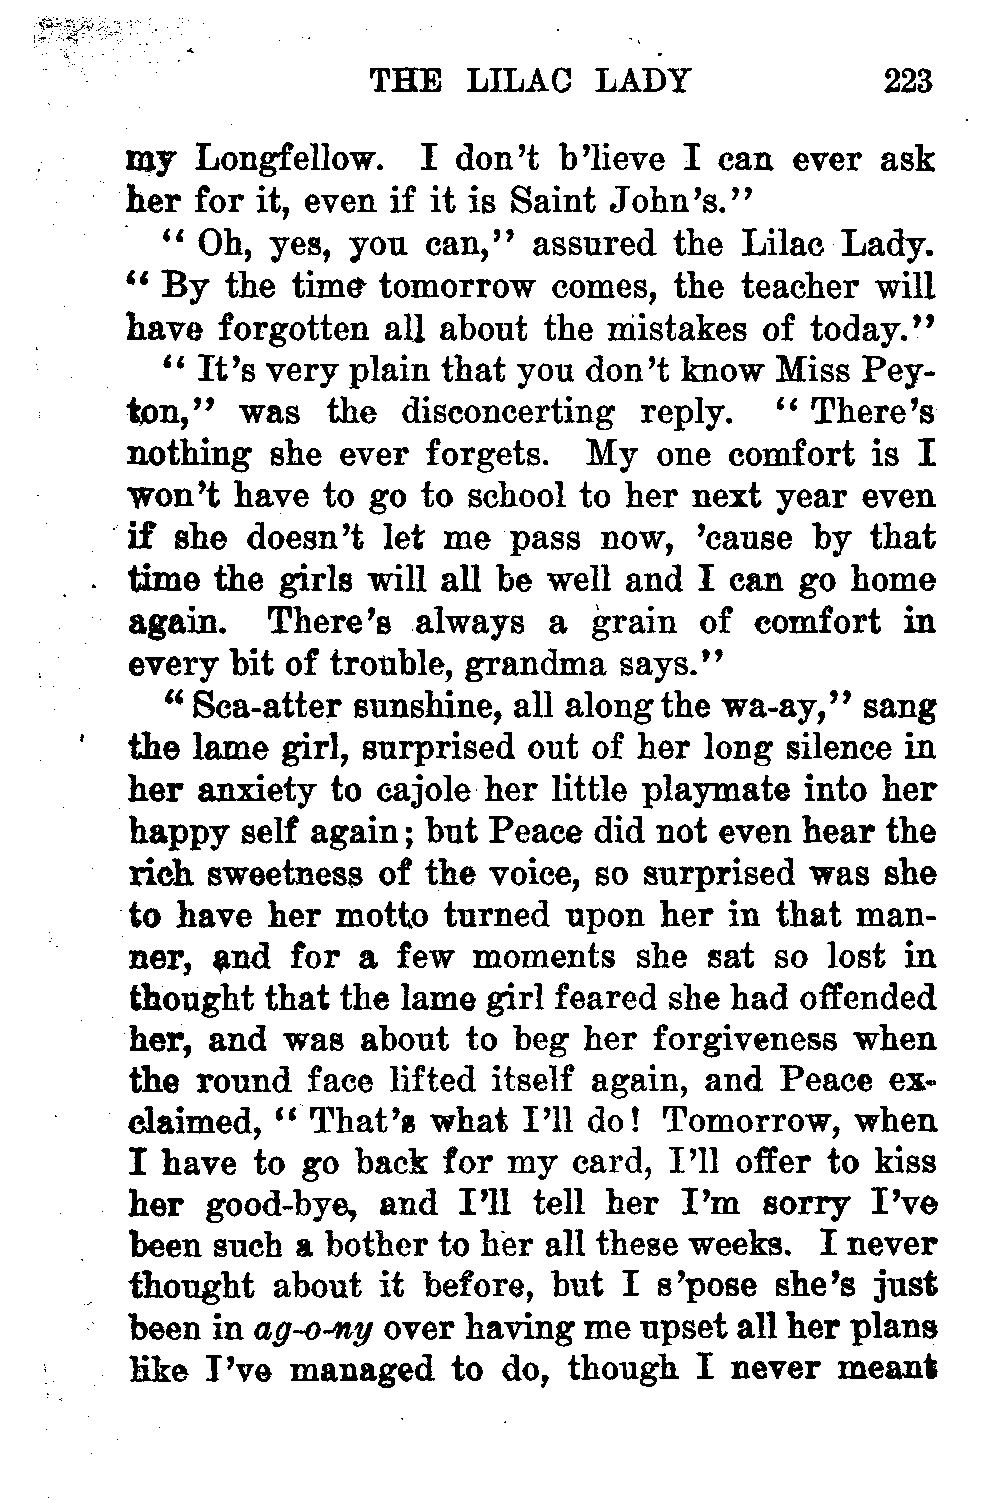 THE LILAC LADY 223
my Longfellow. I don't b'lieve I can ever ask
her for it, even if it is Saint John's."
" Oh, yes, you can," assured the Lilac Lady.
" By the time tomorrow comes, the teacher will
have forgotten all about the mistakes of today."
" It's very plain that you don't know Miss Pey-
ton," was the disconcerting reply. " There's
nothing she ever forgets. My one comfort is I
won't have to go to school to her next year even
if she doesn't let me pass now, 'cause by that
time the girls will all be well and I can go home
again. There's always a grain of comfort in
every bit of trouble, grandma says."
" Sca-atter sunshine, all along the wa-ay," sang
the lame girl, surprised out of her long silence in
her anxiety to cajole her little playmate into her
happy self again; but Peace did not even hear the
rich sweetness of the voice, so surprised was she
to have her motto turned upon her in that man-
ner, and for a few moments she sat so lost in
thought that the lame girl feared she had offended
her, and was about to beg her forgiveness when
the round face lifted itself again, and Peace ex-
claimed, " That's what I'll do! Tomorrow, when
I have to go back for my card, I'll offer to kiss
her good-bye, and I'll tell her I'm sorry I've
been such a bother to her all these weeks. I never
thought about it before, but I s'pose she's just
been in ag-o-ny over having me upset all her plans
like I've managed to do, though I never meant